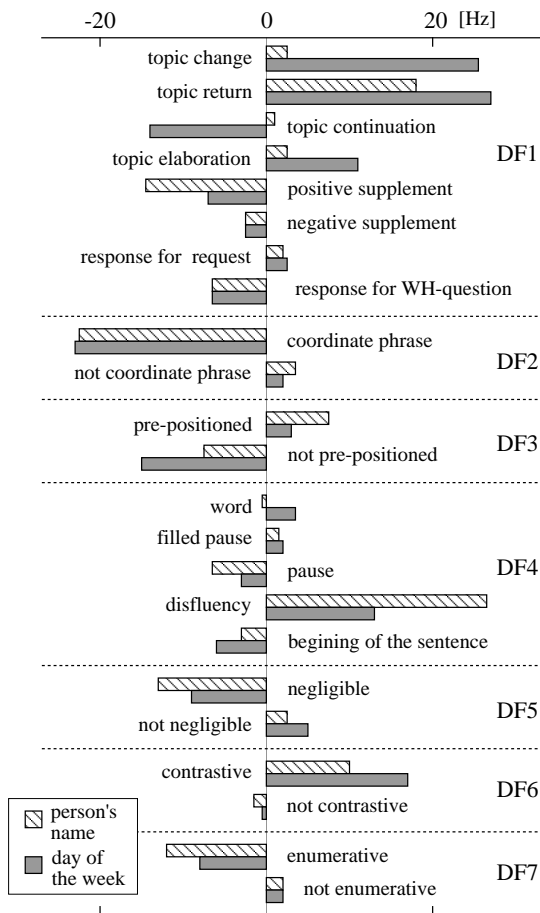 -20 0 20 [Hz]
topic change
topic return
topic continuation
DF1
topic elaboration
positive supplement
negative supplement
response for request
response for WH-question
coordinate phrase
DF2
not coordinate phrase
pre-positioned
DF3
not pre-positioned
word
filled pause
DF4
pause
disfluency
begining of the sentence
negligible
DF5
not negligible
contrastive
DF6
not contrastive
person's
name
day of
the week
enumerative
DF7
not enumerative